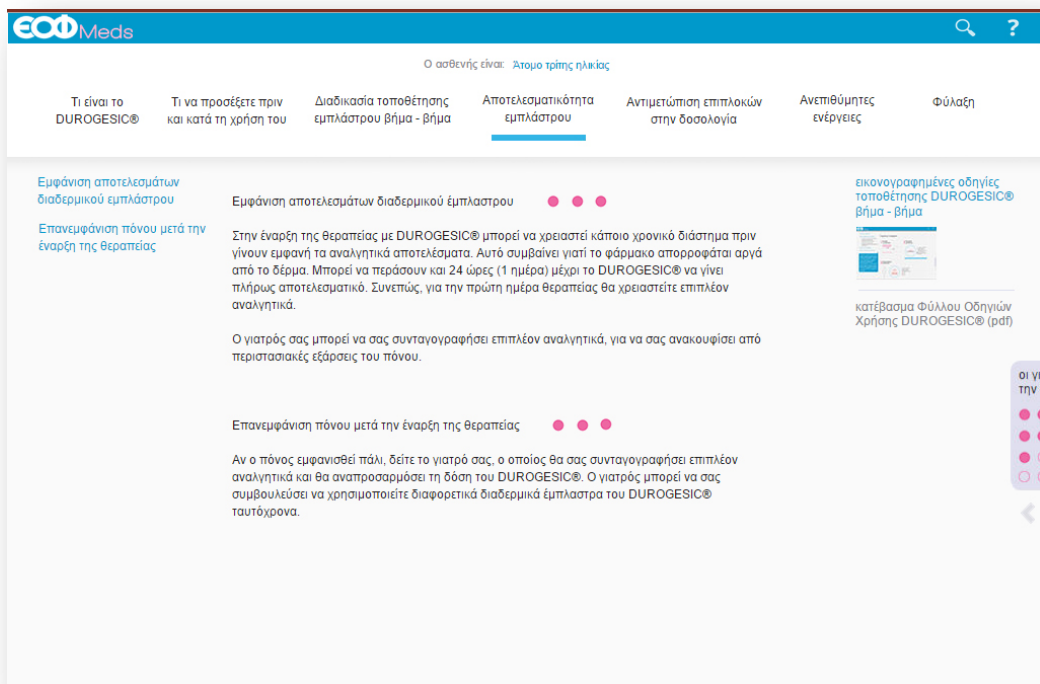 ΕΟΦMeds
?
Ο ασθενής είναι: Άτομο τρίτης ηλικίας
Τι είναι το
DUROGESIC®
Τι να προσέξετε πριν
και κατά τη χρήση του
Διαδικασία τοποθέτησης
εμπλάστρου βήμα - βήμα
Αποτελεσματικότητα
εμπλάστρου
Αντιμετώπιση επιπλοκών
στην δοσολογία
Ανεπιθύμητες
ενέργειες
Φύλαξη
Εμφάνιση αποτελεσμάτων
διαδερμικού εμπλάστρου
Επανεμφάνιση πόνου μετά την
έναρξη της θεραπείας
Εμφάνιση αποτελεσμάτων διαδερμικού έμπλαστρου
Στην έναρξη της θεραπείας με DUROGESIC® μπορεί να χρειαστεί κάποιο χρονικό διάστημα πριν
γίνουν εμφανή τα αναλγητικά αποτελέσματα. Αυτό συμβαίνει γιατί το φάρμακο απορροφάται αργά
από το δέρμα. Μπορεί να περάσουν και 24 ώρες (1 ημέρα) μέχρι το DUROGESIC® να γίνει
πλήρως αποτελεσματικό. Συνεπώς, για την πρώτη ημέρα θεραπείας θα χρειαστείτε επιπλέον
αναλγητικά.
Ο γιατρός σας μπορεί να σας συνταγογραφήσει επιπλέον αναλγητικά, για να σας ανακουφίσει από
περιστασιακές εξάρσεις του πόνου.
Επανεμφάνιση πόνου μετά την έναρξη της θεραπείας
Αν ο πόνος εμφανισθεί πάλι, δείτε το γιατρό σας, ο οποίος θα σας συνταγογραφήσει επιπλέον
αναλγητικά και θα αναπροσαρμόσει τη δόση του DUROGESIC®. Ο γιατρός μπορεί να σας
συμβουλεύσει να χρησιμοποιείτε διαφορετικά διαδερμικά έμπλαστρα του DUROGESIC®
ταυτόχρονα.
εικονογραφημένες οδηγίες
τοποθέτησης DUROGESIC®
βήμα - βήμα
κατέβασμα Φύλλου Οδηγιών
Χρήσης DUROGESIC® (pdf)
οι
την